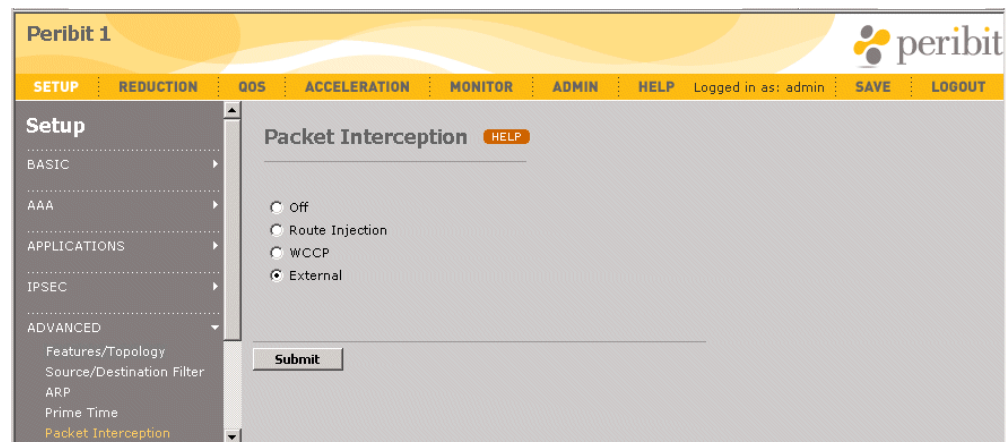 Peribit 1
peribit
SETUP REDUCTION QOS ACCELERATION MONITOR ADMIN HELP Logged in as: admin SAVE LOGOUT
Setup
BASIC
AAA
APPLICATIONS
IPSEC
ADVANCED
Features/Topology
Source/Destination Filter
ARP
Prime Time
Packet Interception
Packet Interception HELP
Off
Route Injection
WCCP
External
Submit